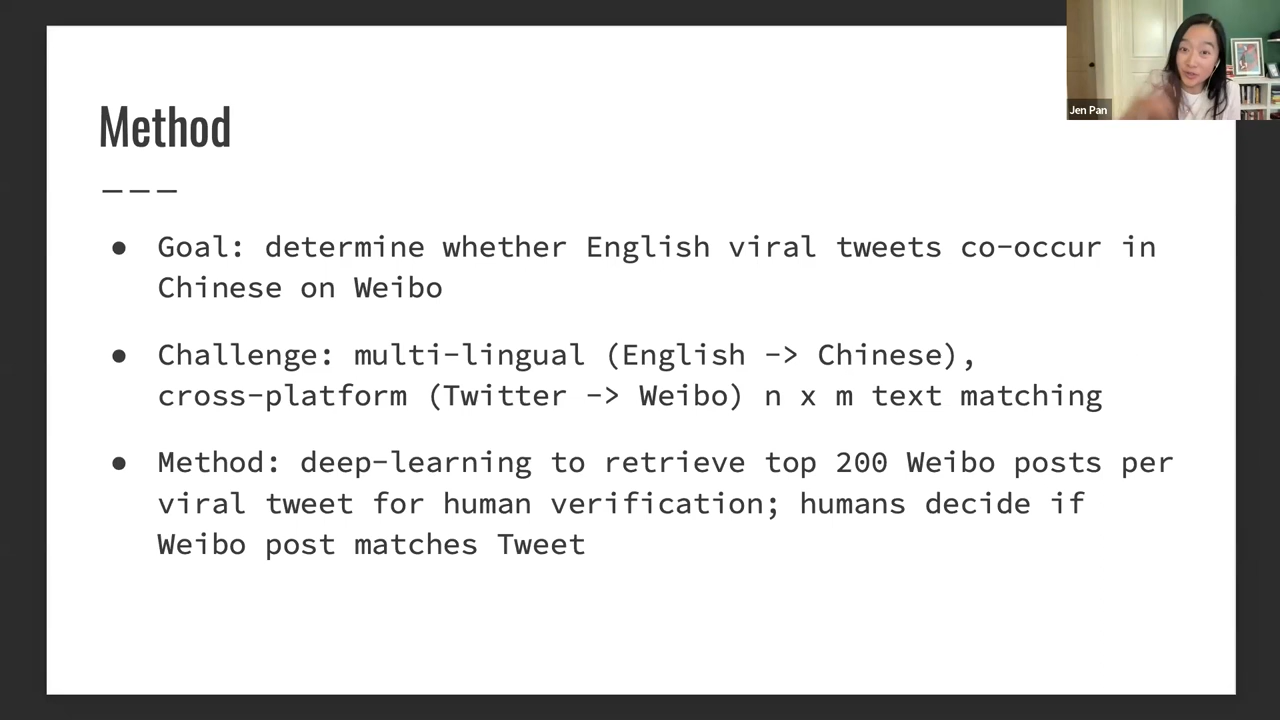 Method
● Goal: determine whether English viral tweets co-occur in
Chinese on Weibo
● Challenge: multi-lingual (English -> Chinese),
cross-platform (Twitter -> Weibo) n x m text matching
● Method: deep-learning to retrieve top 200 Weibo posts per
viral tweet for human verification; humans decide if
Weibo post matches Tweet
Jen Pan